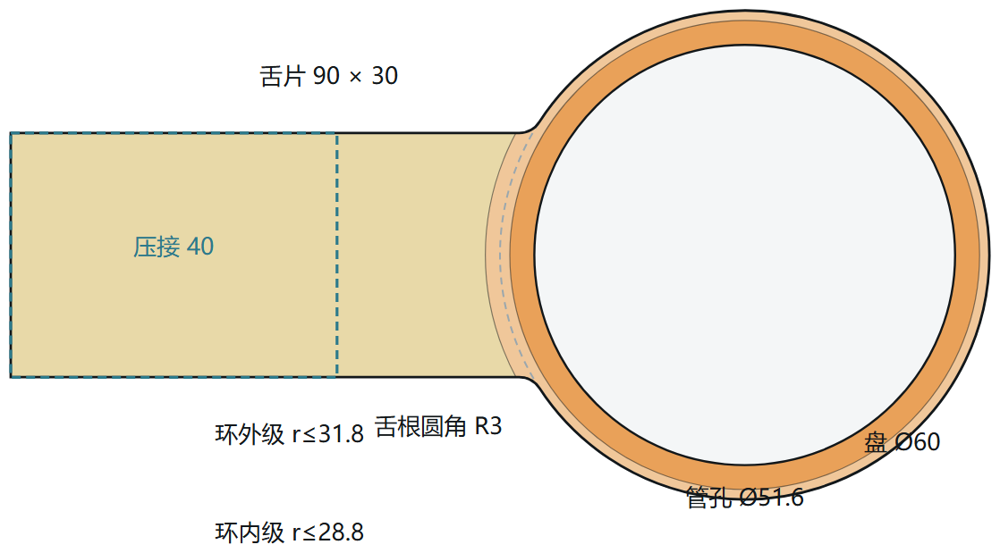 舌片 90 × 30
压接 40
环外级 r≤31.8
舌根圆角 R3
盘 Ø60
管孔 Ø51.6
环内级 r≤28.8